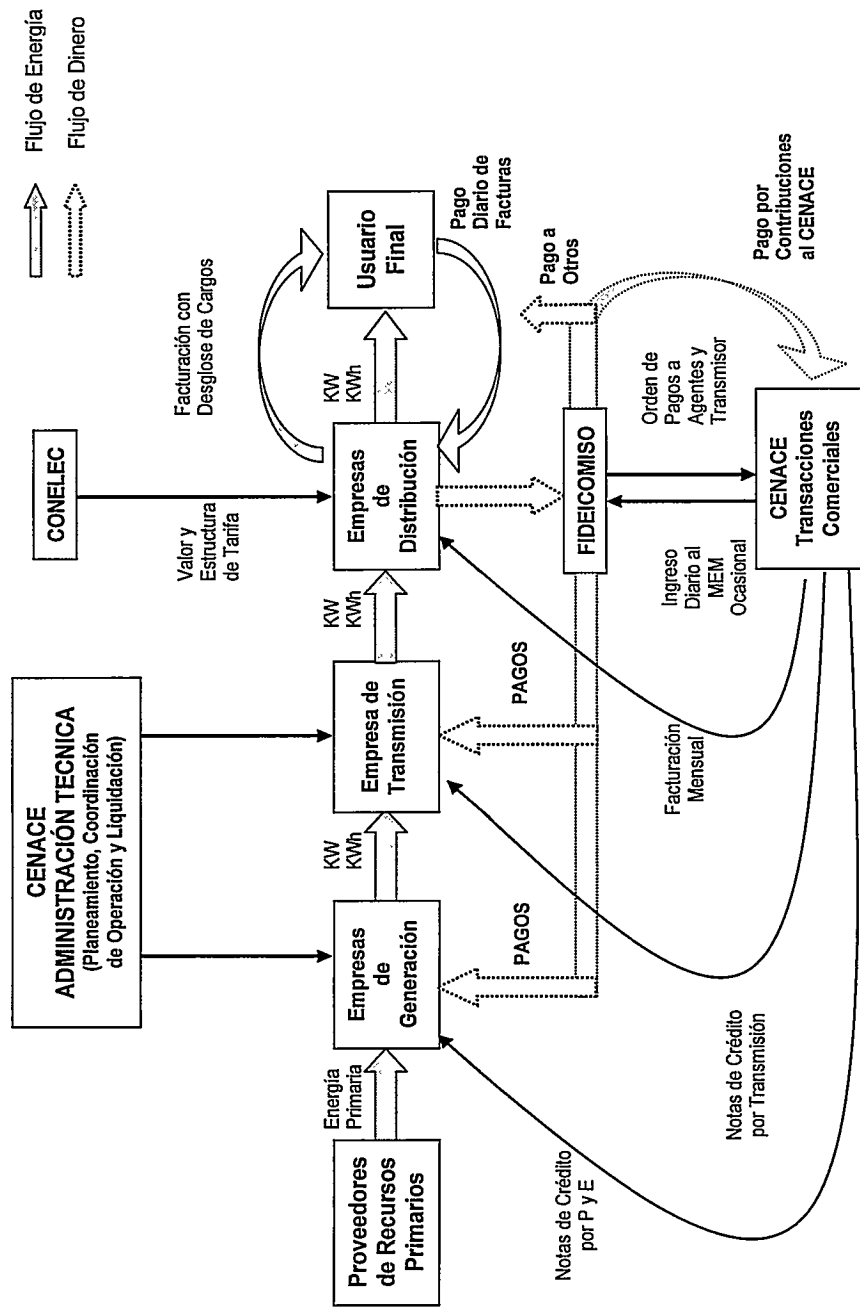 Flujo de Energía
Flujo de Dinero
CENACE
ADMINISTRACIÓN TECNICA
(Planeamiento, Coordinación
de Operación y Liquidación)
CONELEC
Valor y
Estructura
de Tarifa
Facturación con
Desglose de Cargos
Proveedores
de Recursos
Primarios
Energía
Primaria
Empresas
de
Generación
KW
KWh
Empresa de
Transmisión
KW
KWh
Empresas
de
Distribución
KW
KWh
Usuario
Final
Pago
Diario de
Facturas
PAGOS
PAGOS
Pago a
Otros
FIDEICOMISO
Notas de Crédito
por P y E
Notas de Crédito
por Transmisión
Facturación
Mensual
Ingreso
Diario al
MEM
Ocasional
Orden de
Pagos a
Agentes y
Transmisor
Pago por
Contribuciones
al CENACE
CENACE
Transacciones
Comerciales